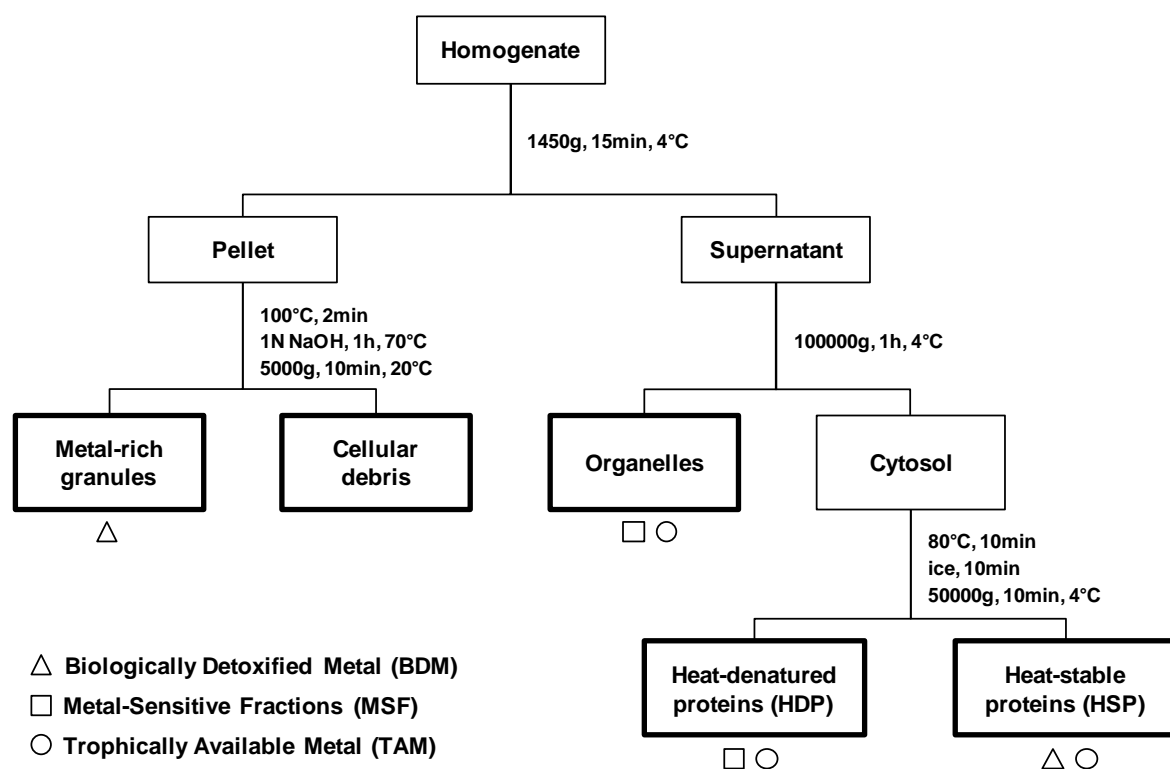 Homogenate
1450g, 15min, 4°C
Pellet
Supernatant
100°C, 2min
1N NaOH, 1h, 70°C
5000g, 10min, 20°C
100000g, 1h, 4°C
Metal-rich
granules
Cellular
debris
Organelles
Cytosol
80°C, 10min
ice, 10min
50000g, 10min, 4°C
Heat-denatured
proteins (HDP)
Heat-stable
proteins (HSP)
Biologically Detoxified Metal (BDM)
Metal-Sensitive Fractions (MSF)
Trophically Available Metal (TAM)